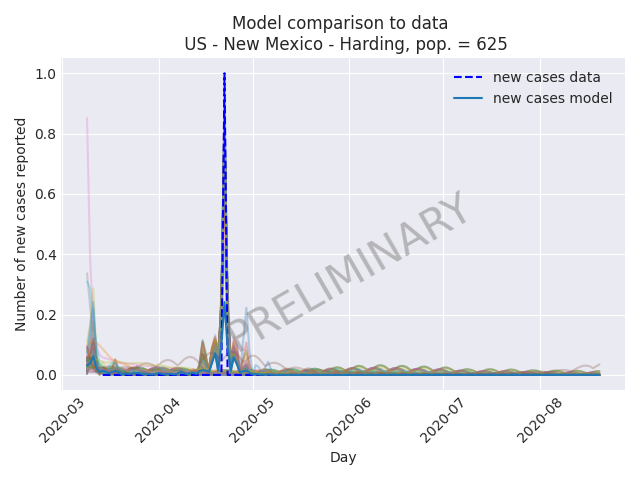 Model comparison to data
US - New Mexico - Harding, pop. = 625
new cases data
new cases model
PRELIMINARY
Number of new cases reported
1.0
0.8
0.6
0.4
0.2
0.0
2020-03
2020-04
2020-05
2020-06
2020-07
2020-08
Day